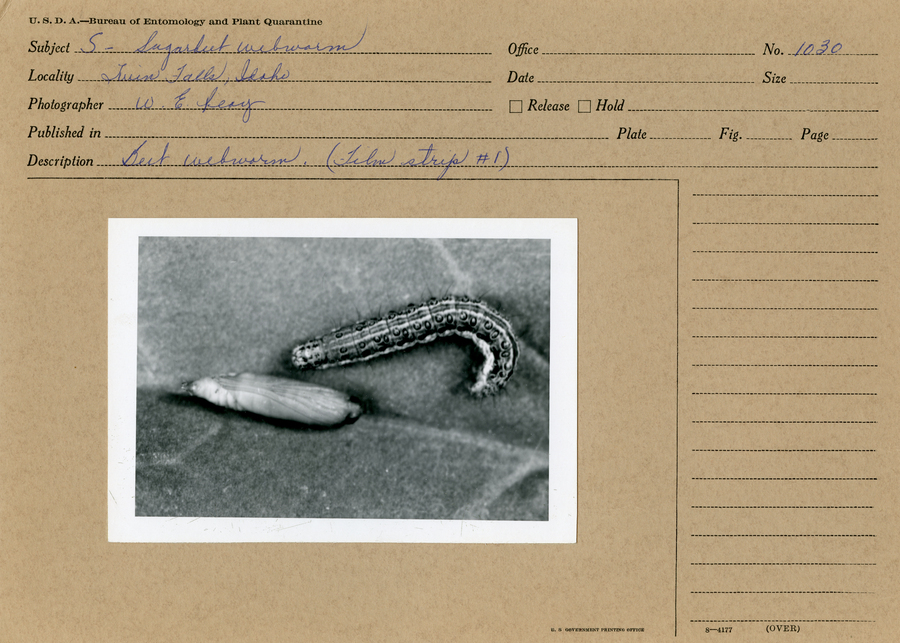 U. S. D. A.—Bureau of Entomology and Plant Quarantine
Subject S - Sugarbeet webworm Office No. 1030
Locality Twin Falls, Idaho Date Size
Photographer W. E. Release Hold
Published in Plate Fig. Page
Description Beet webworm. (Film strip #1)
U. S. GOVERNMENT PRINTING OFFICE 8—4177 (OVER)